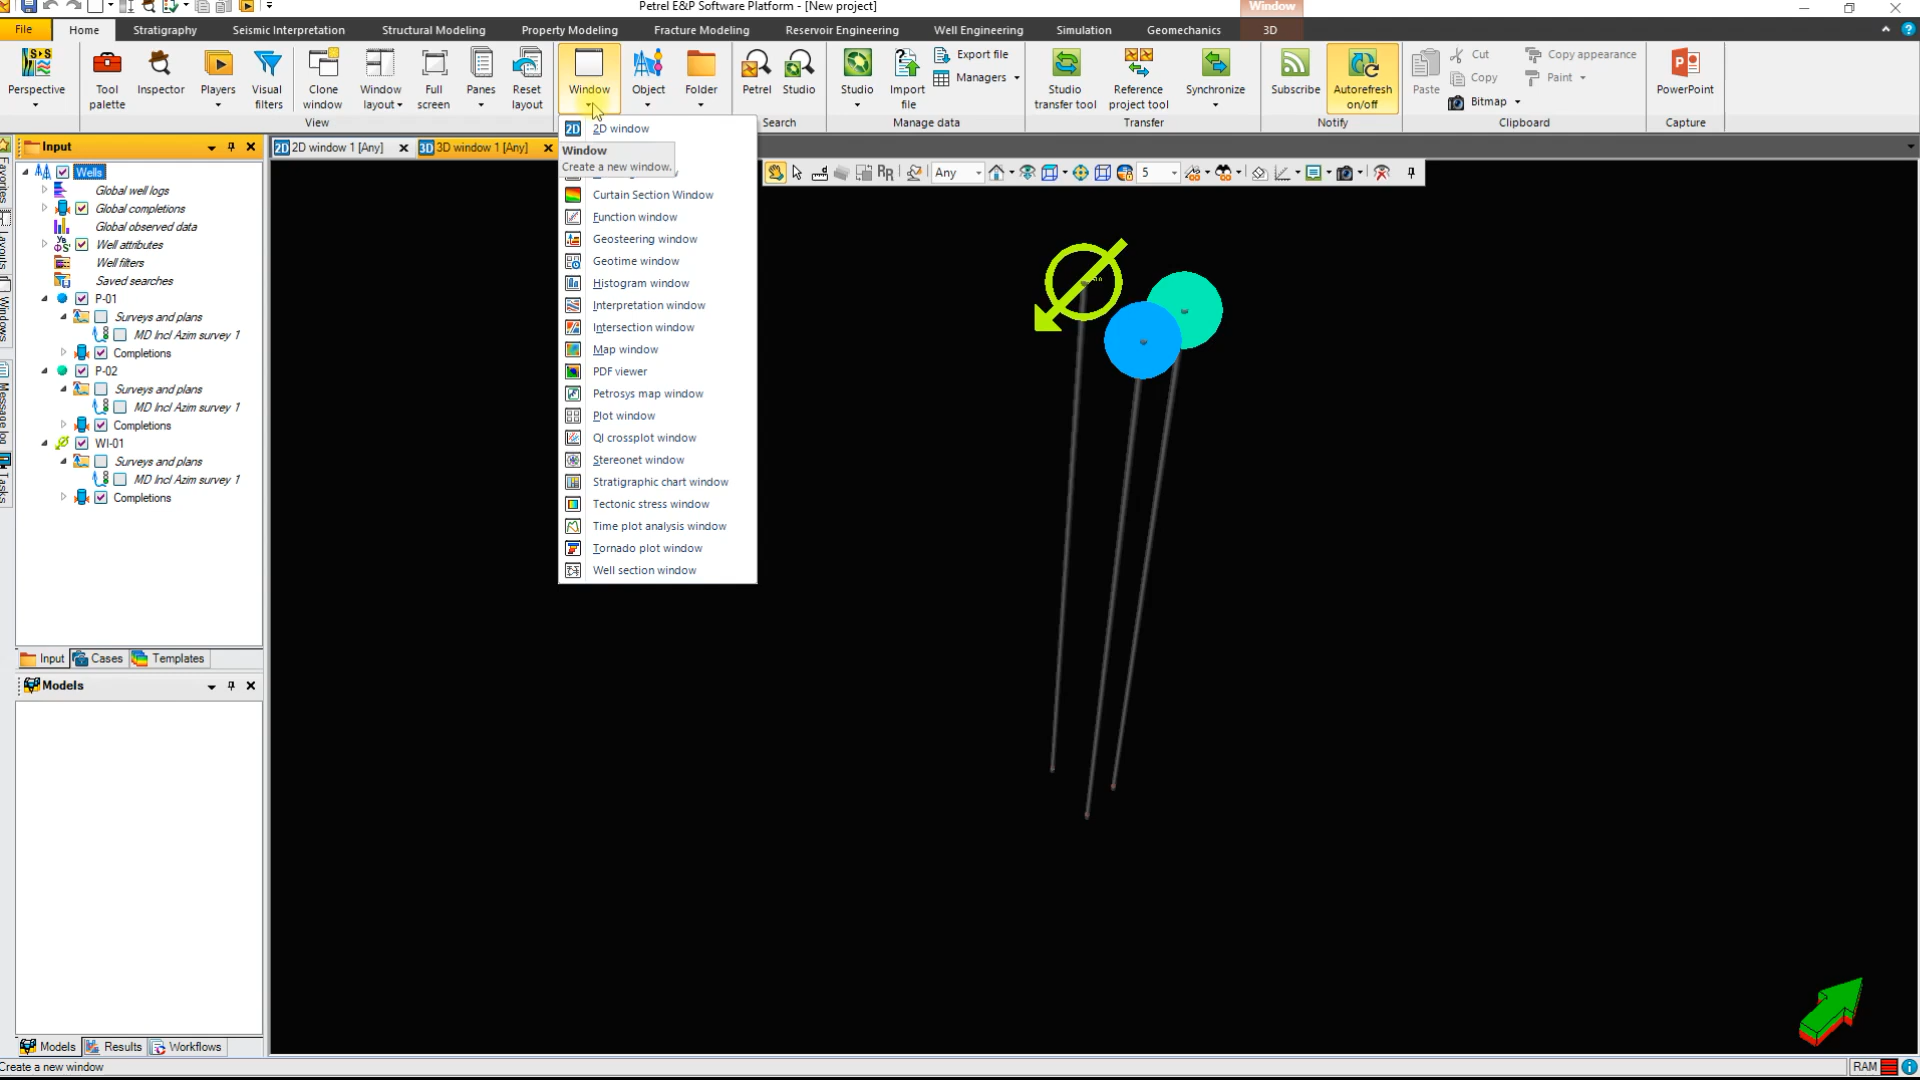 Petrel E&P Software Platform - [New project]
Window
File
Home
Stratigraphy
Seismic Interpretation
Structural Modeling
Property Modeling
Fracture Modeling
Reservoir Engineering
Well Engineering
Simulation
Geomechanics
3D
Perspective
Tool palette
Inspector
Players
Visual filters
Clone window
Window layout
Full screen
Panes
Reset layout
Window
Object
Folder
Petrel
Studio
Studio
Import file
Export file
Managers
Studio transfer tool
Reference project tool
Synchronize
Subscribe
Autorefresh on/off
Paste
Cut
Copy
Bitmap
Copy appearance
Paint
PowerPoint
View
Search
Manage data
Transfer
Notify
Clipboard
Capture
Input
2D 2D window 1 [Any]
3D 3D window 1 [Any]
2D 2D window
Window
Create a new window.
Curtain Section Window
Function window
Geosteering window
Geotime window
Histogram window
Interpretation window
Intersection window
Map window
PDF viewer
Petrosys map window
Plot window
QI crossplot window
Stereonet window
Stratigraphic chart window
Tectonic stress window
Time plot analysis window
Tornado plot window
Well section window
Any
5
Favorites
Layouts
Windows
Message log
Tasks
Wells
Global well logs
Global completions
Global observed data
Well attributes
Well filters
Saved searches
P-01
Surveys and plans
MD Incl Azim survey 1
Completions
P-02
Surveys and plans
MD Incl Azim survey 1
Completions
WI-01
Surveys and plans
MD Incl Azim survey 1
Completions
Input
Cases
Templates
Models
Models
Results
Workflows
Create a new window
RAM